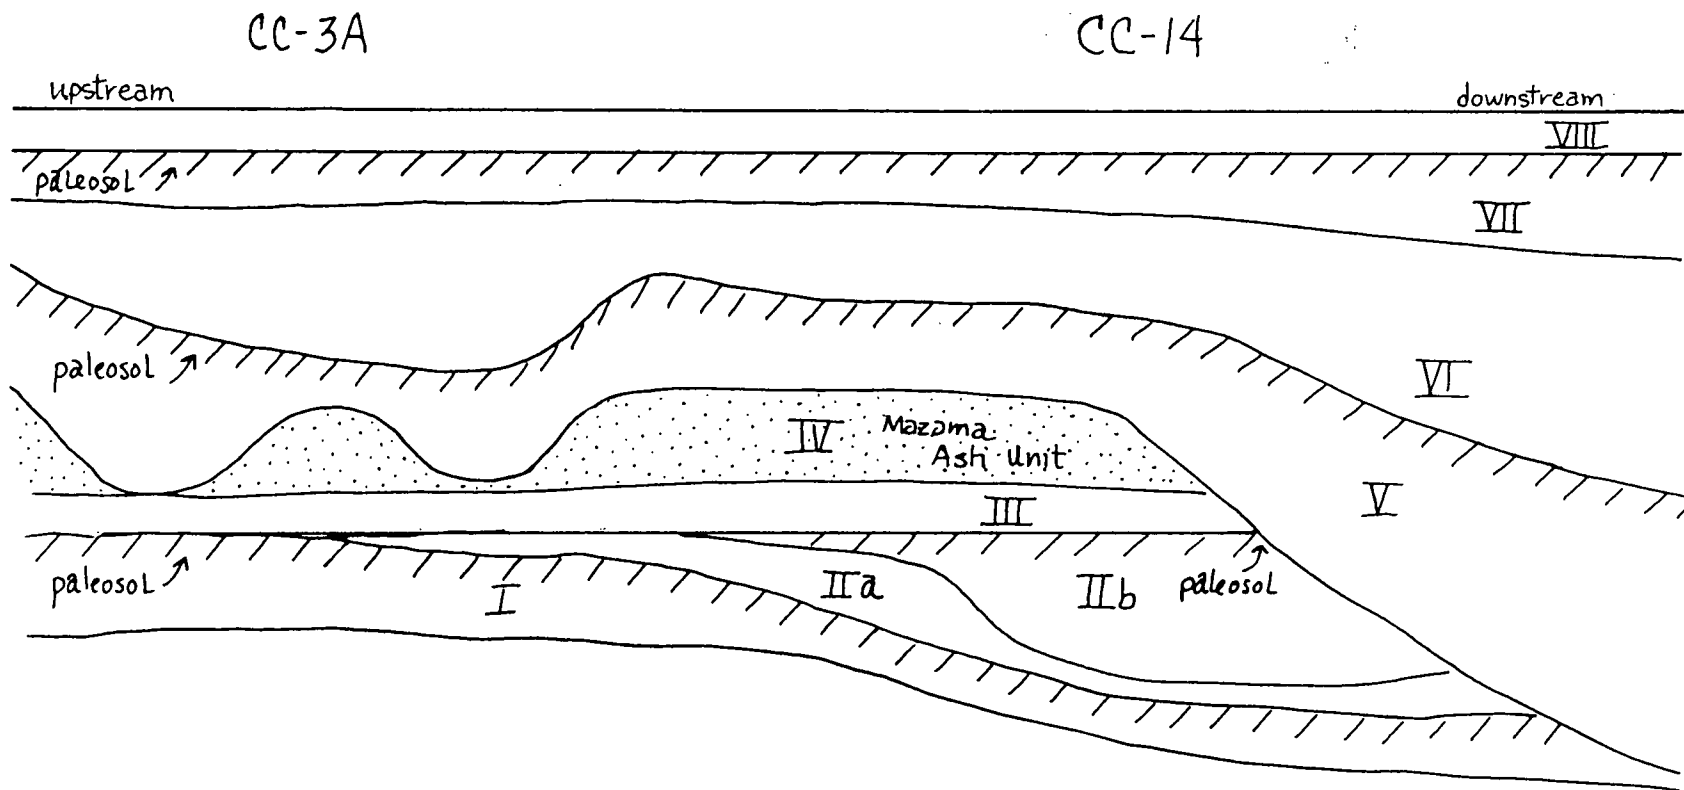 CC-3A
CC-14
upstream
downstream
VIII
paleosol
VII
paleosol
VI
IV
Mazama
Ash Unit
V
III
paleosol
I
IIa
IIb
paleosol